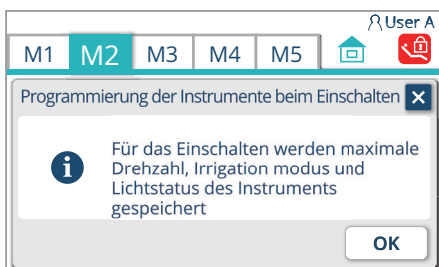 User A
M1 M2 M3 M4 M5
Programmierung der Instrumente beim Einschalten
Für das Einschalten werden maximale
Drehzahl, Irrigation modus und
Lichtstatus des Instruments
gespeichert
OK